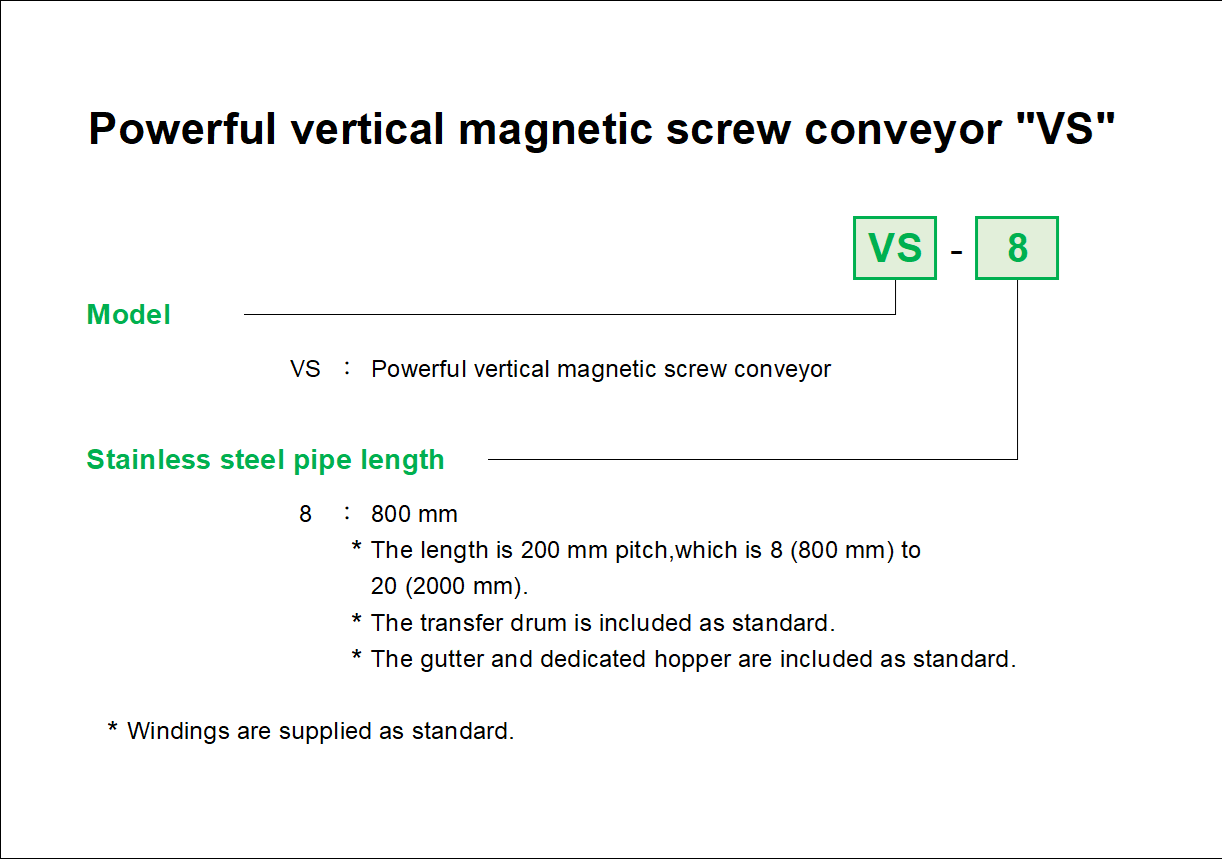 Powerful vertical magnetic screw conveyor "VS"
VS - 8
Model
VS : Powerful vertical magnetic screw conveyor
Stainless steel pipe length
8 : 800 mm
* The length is 200 mm pitch,which is 8 (800 mm) to
20 (2000 mm).
* The transfer drum is included as standard.
* The gutter and dedicated hopper are included as standard.
* Windings are supplied as standard.